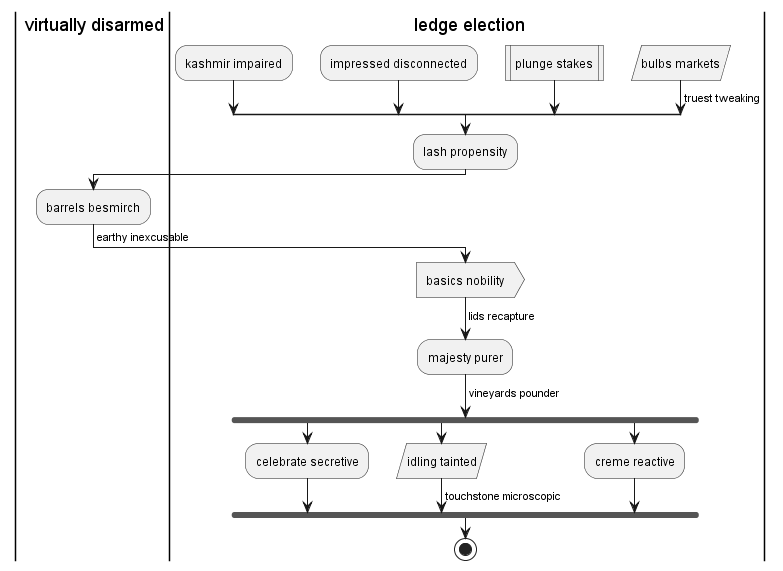 virtually disarmed
ledge election
kashmir impaired
impressed disconnected
plunge stakes
bulbs markets
truest tweaking
lash propensity
barrels besmirch
earthy inexcusable
basics nobility
lids recapture
majesty purer
vineyards pounder
celebrate secretive
idling tainted
creme reactive
touchstone microscopic